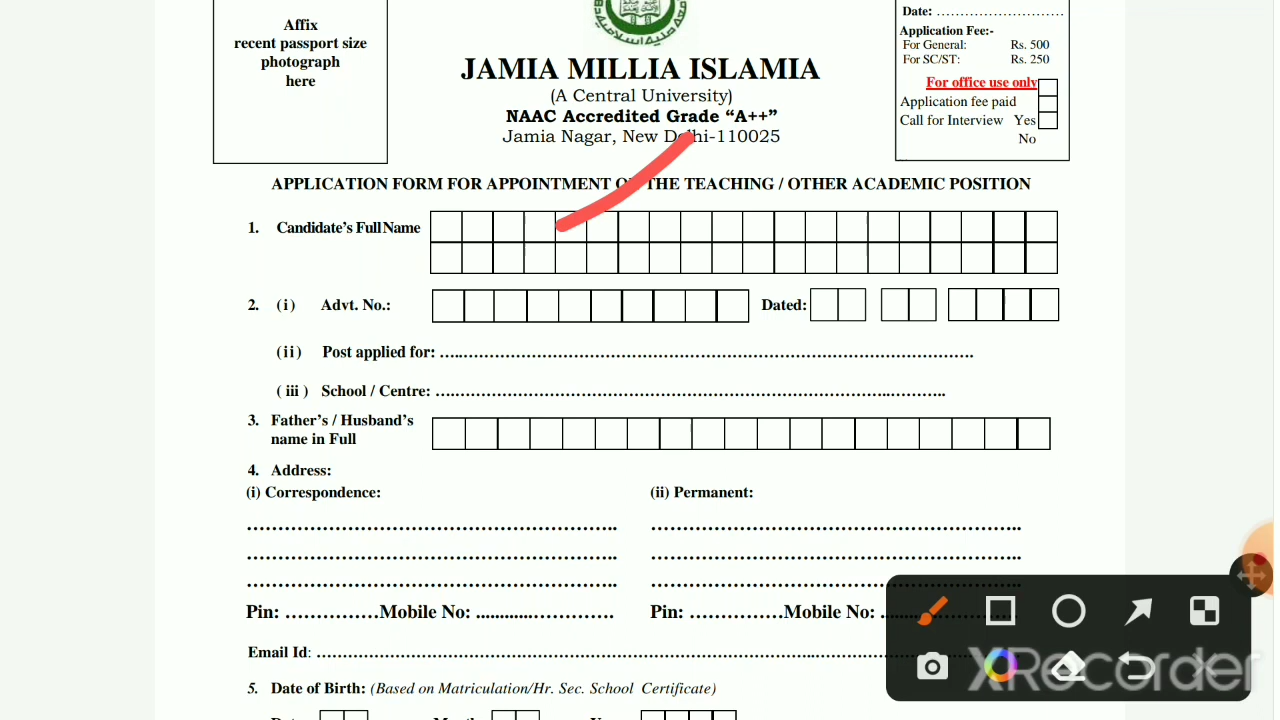 Affix
recent passport size
photograph
here
JAMIA MILLIA ISLAMIA
(A Central University)
NAAC Accredited Grade “A++”
Jamia Nagar, New Delhi-110025
Date: ………………………
Application Fee:-
For General: Rs. 500
For SC/ST: Rs. 250
For office use only
Application fee paid
Call for Interview Yes
No
APPLICATION FORM FOR APPOINTMENT OF THE TEACHING / OTHER ACADEMIC POSITION
1. Candidate's Full Name
2. (i) Advt. No.: Dated:
(ii) Post applied for: …………………………………………………………………………………….
(iii) School / Centre: ………………………………………………………………………..………..
3. Father's / Husband's
name in Full
4. Address:
(i) Correspondence: (ii) Permanent:
………………………………………………….. …………………………………………………..
………………………………………………….. …………………………………………………..
………………………………………………….. …………………………………………………..
Pin: ……………Mobile No: ............…………. Pin: ……………Mobile No:
Email Id: ……………………………………………………………………..
5. Date of Birth: (Based on Matriculation/Hr. Sec. School Certificate)
XRecorder